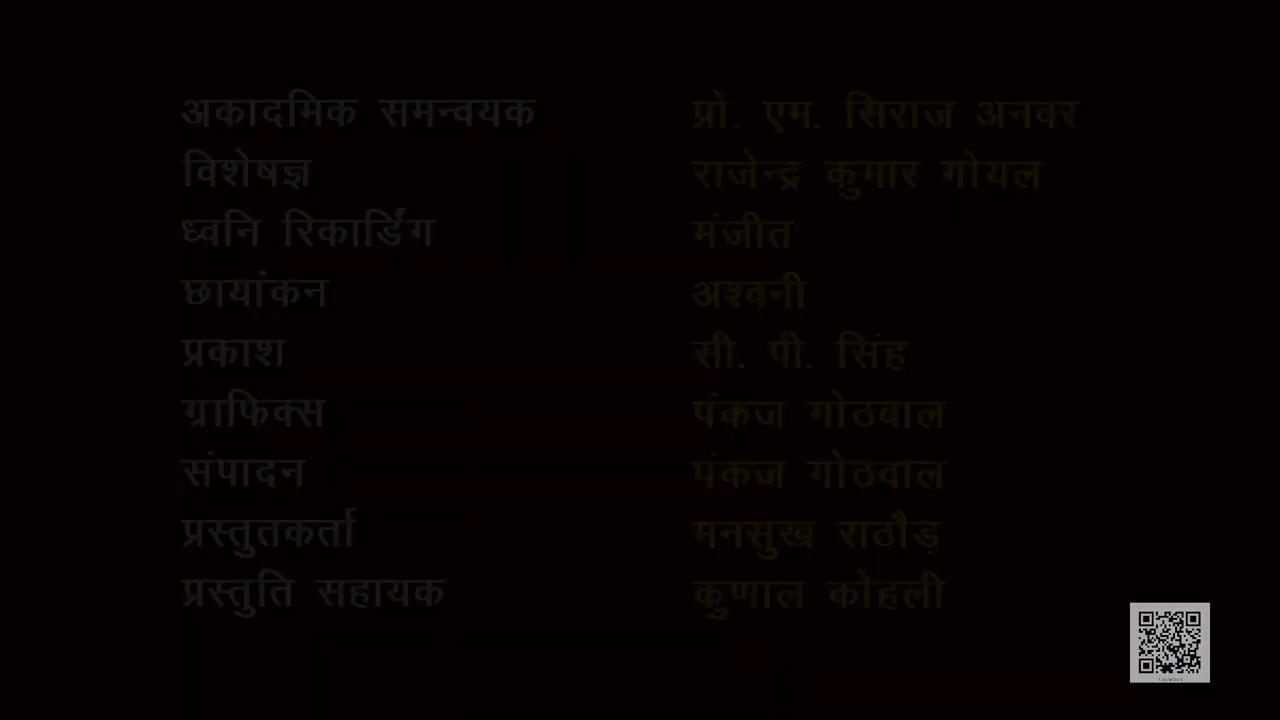 अकादमिक समन्वयक प्रो. एम. सिराज अनवर
विशेषज्ञ राजेन्द्र कुमार गोयल
ध्वनि रिकार्डिंग मंजीत
छायांकन अश्वनी
प्रकाश सी. पी. सिंह
ग्राफिक्स पंकज गोठवाल
संपादन पंकज गोठवाल
प्रस्तुतकर्ता मनसुख राठौड़
प्रस्तुति सहायक कुणाल कोहली